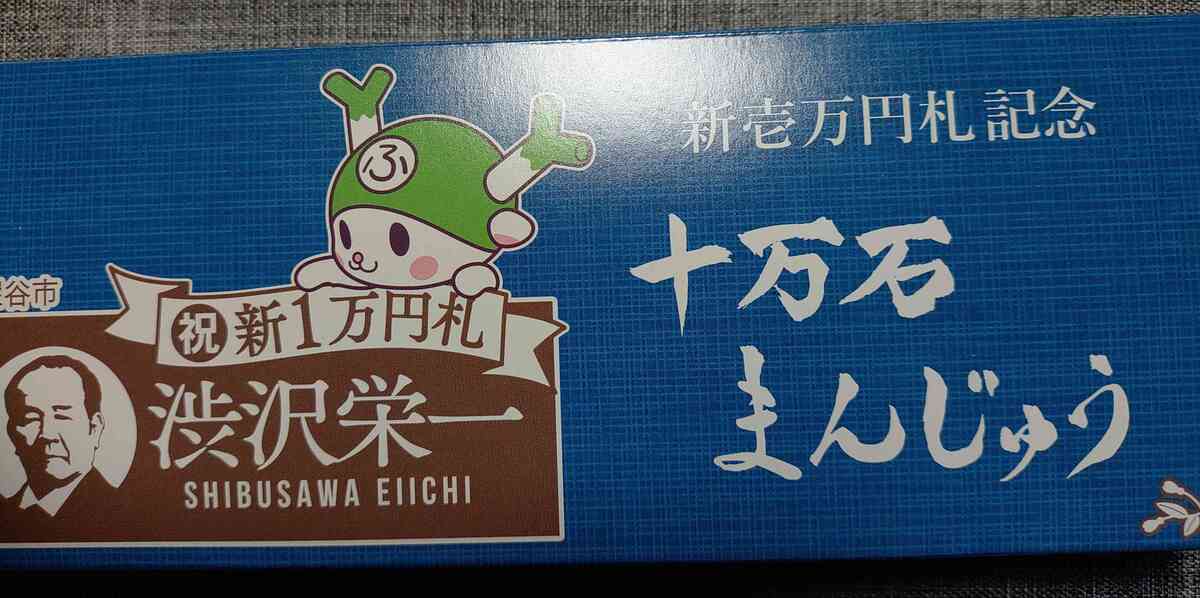 新壱万円札記念
十万石
まんじゅう
ふ
谷市
祝 新1万円札
渋沢栄一
SHIBUSAWA EIICHI